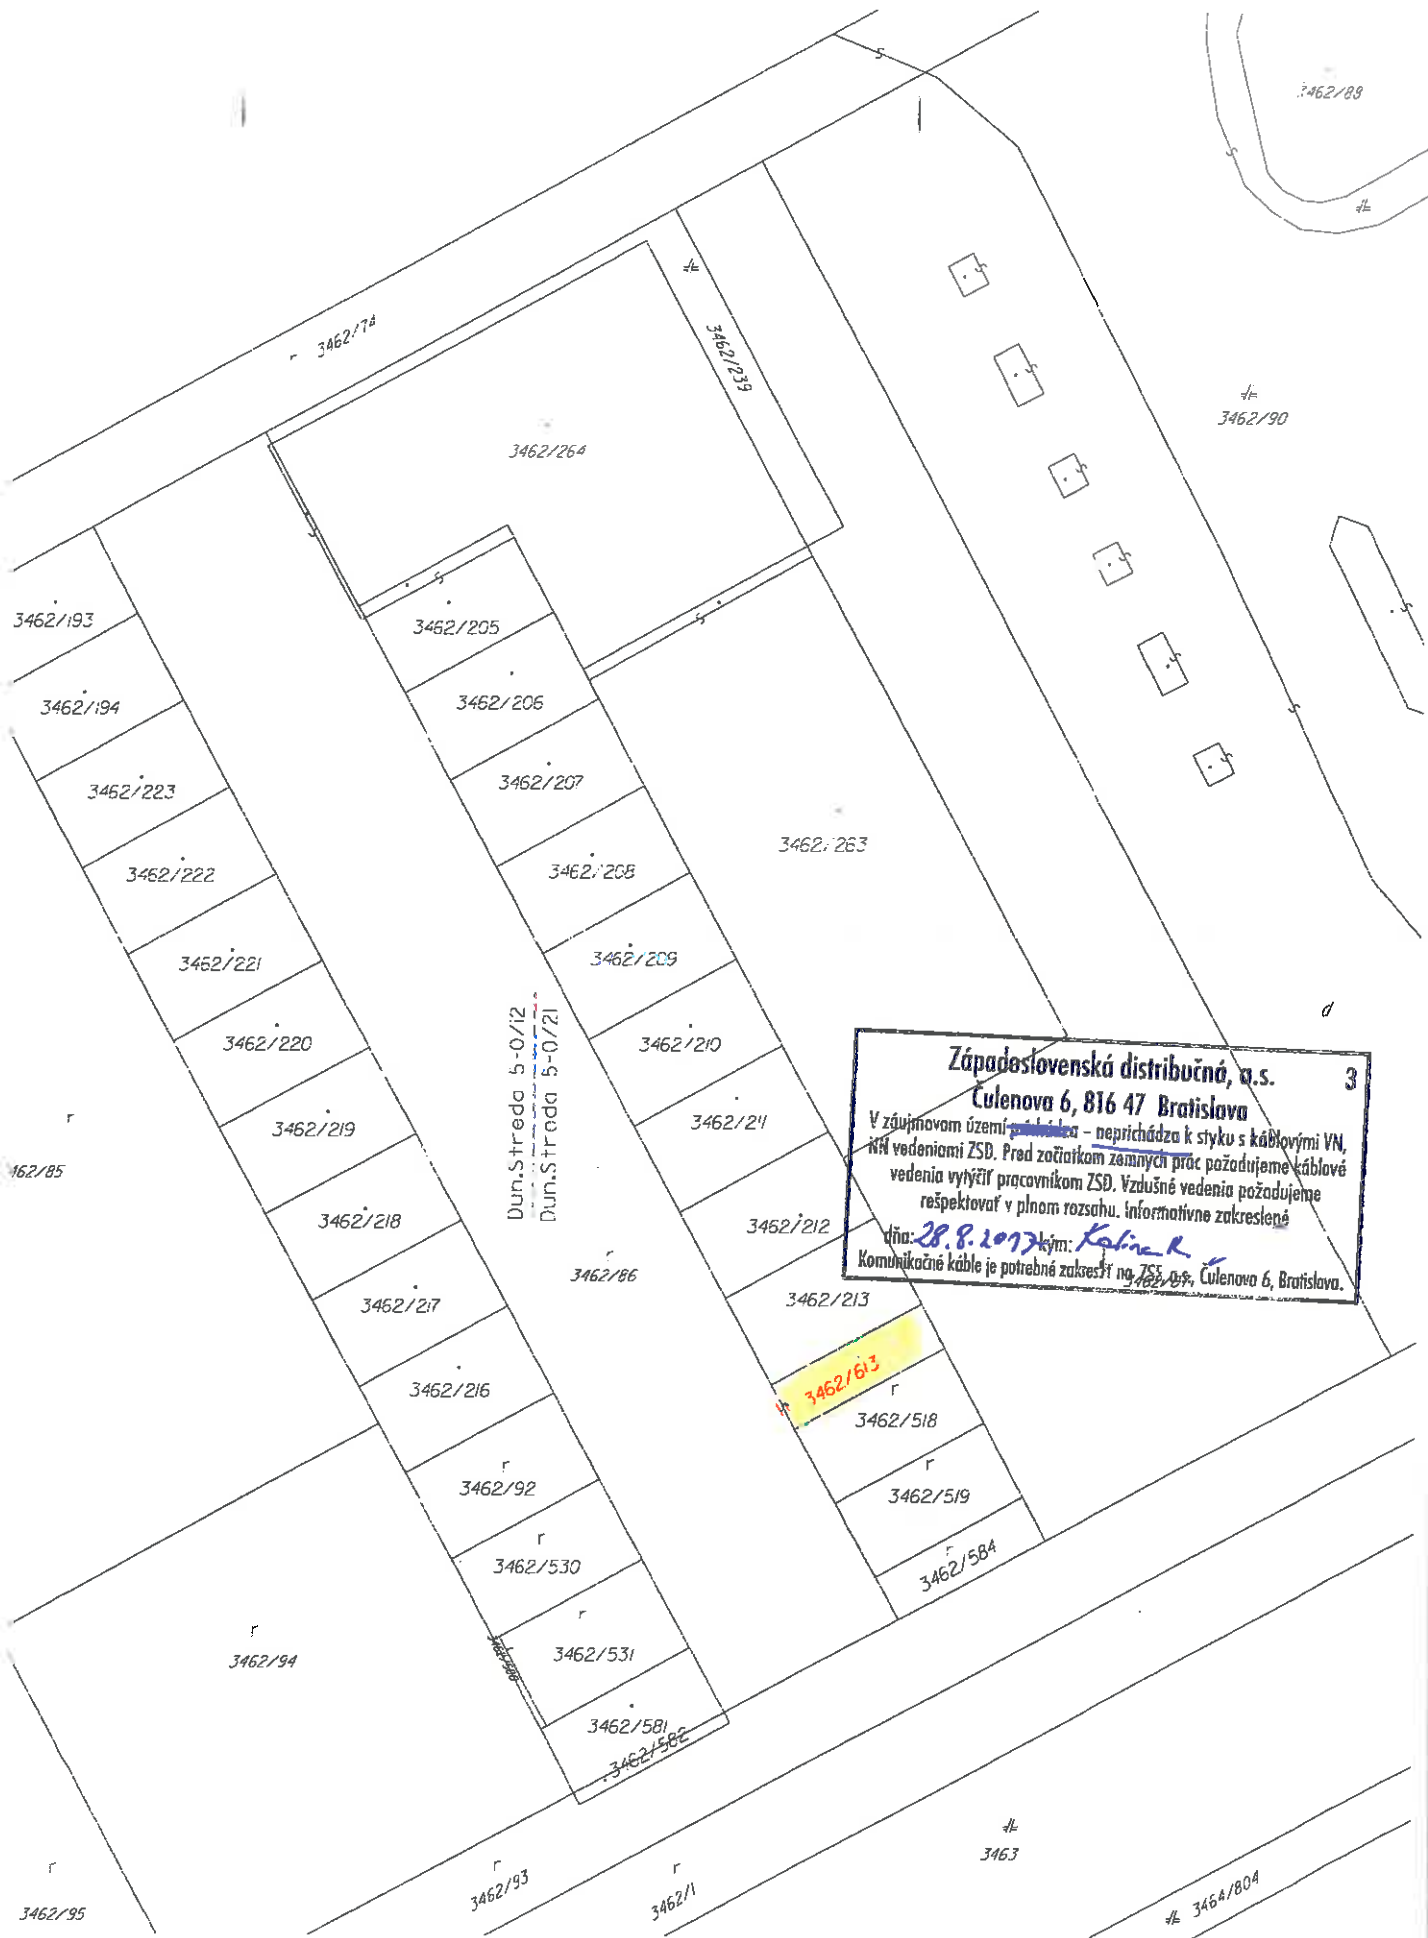 3462/88
3462/74
3462/239
3462/90
3462/264
3462/193
3462/205
3462/194
3462/206
3462/223
3462/207
3462/263
3462/222
3462/208
3462/221
3462/209
3462/220
3462/210
Dun.Streda 5-0/12
Dun.Streda 5-0/21
d
Západoslovenská distribučná, a.s. 3
Čulenova 6, 816 47 Bratislava
V záujmovom území – neprichádza k styku s káblovými VN,
NN vedeniami ZSD. Pred začiatkom zemných prác požadujeme káblové
vedenia vytýčiť pracovníkom ZSD. Vzdušné vedenia požadujeme
rešpektovať v plnom rozsahu. Informatívne zakreslené
dňa: 28.8.2017 kým:
Komunikačné káble je potrebné zakresliť na ZSE a.s., Čulenova 6, Bratislava.
r
462/85
3462/219
3462/211
3462/218
3462/212
r
3462/86
3462/217
3462/213
3462/613
3462/216
r
3462/518
r
3462/92
r
3462/519
r
3462/530
r
3462/584
r
3462/94
r
3462/531
3462/581
3462/582
r
3462/95
r
3462/93
r
3462/1
3463
3464/804